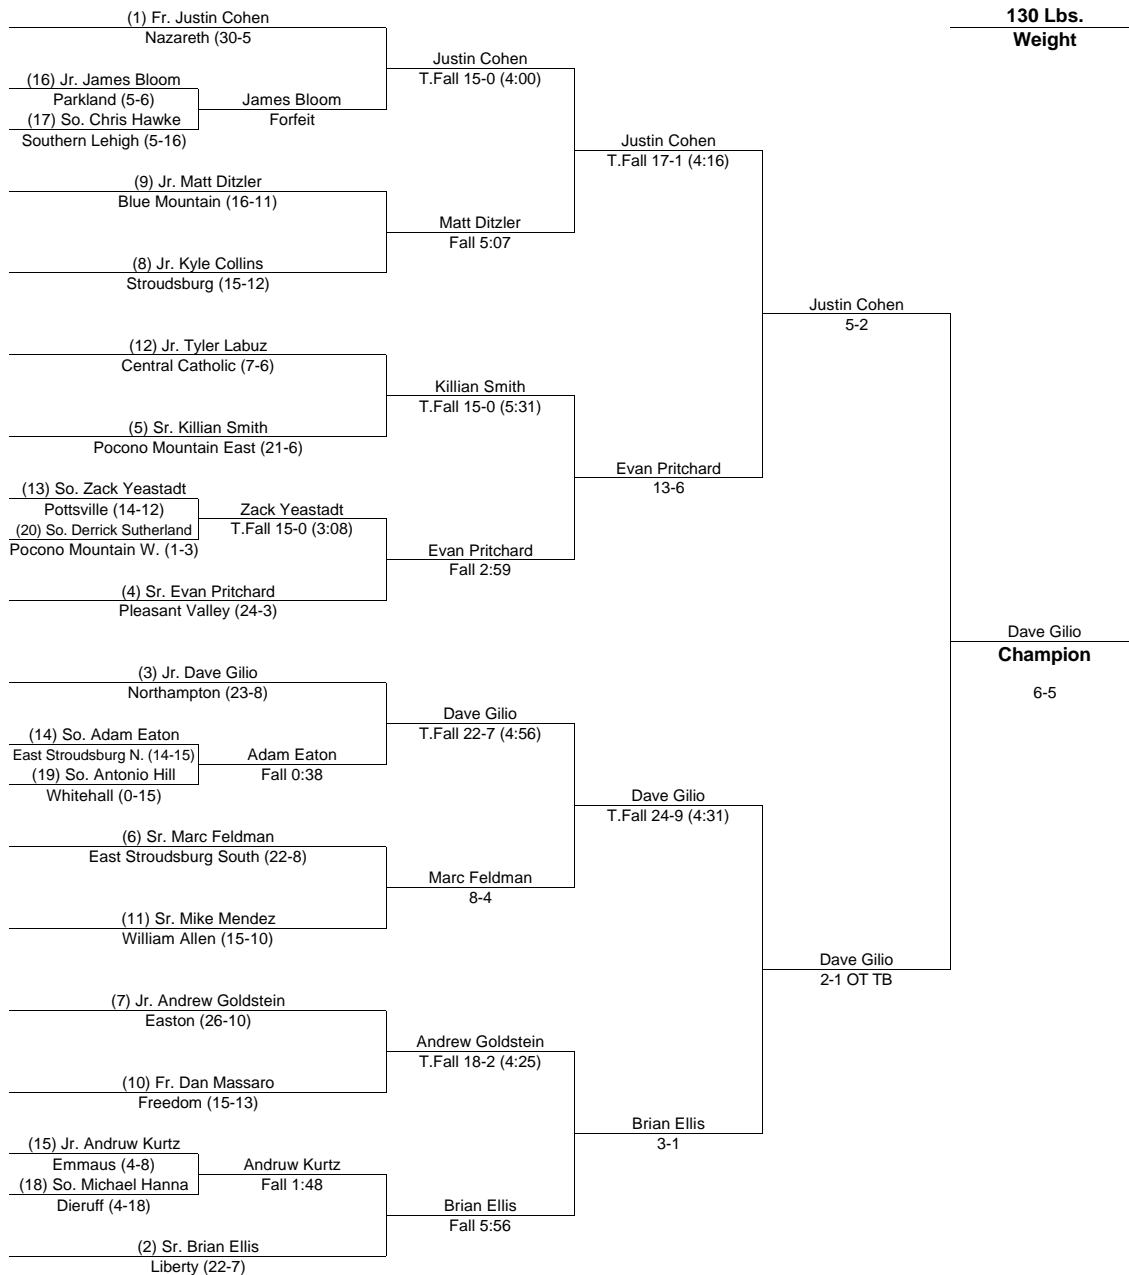 130 Lbs.
Weight
(1) Fr. Justin Cohen
Nazareth (30-5
(16) Jr. James Bloom
Parkland (5-6)
(17) So. Chris Hawke
Southern Lehigh (5-16)
(9) Jr. Matt Ditzler
Blue Mountain (16-11)
(8) Jr. Kyle Collins
Stroudsburg (15-12)
(12) Jr. Tyler Labuz
Central Catholic (7-6)
(5) Sr. Killian Smith
Pocono Mountain East (21-6)
(13) So. Zack Yeastadt
Pottsville (14-12)
(20) So. Derrick Sutherland
Pocono Mountain W. (1-3)
(4) Sr. Evan Pritchard
Pleasant Valley (24-3)
(3) Jr. Dave Gilio
Northampton (23-8)
(14) So. Adam Eaton
East Stroudsburg N. (14-15)
(19) So. Antonio Hill
Whitehall (0-15)
(6) Sr. Marc Feldman
East Stroudsburg South (22-8)
(11) Sr. Mike Mendez
William Allen (15-10)
(7) Jr. Andrew Goldstein
Easton (26-10)
(10) Fr. Dan Massaro
Freedom (15-13)
(15) Jr. Andruw Kurtz
Emmaus (4-8)
(18) So. Michael Hanna
Dieruff (4-18)
(2) Sr. Brian Ellis
Liberty (22-7)
James Bloom
Forfeit
Zack Yeastadt
T.Fall 15-0 (3:08)
Adam Eaton
Fall 0:38
Andruw Kurtz
Fall 1:48
Justin Cohen
T.Fall 15-0 (4:00)
Matt Ditzler
Fall 5:07
Killian Smith
T.Fall 15-0 (5:31)
Evan Pritchard
Fall 2:59
Dave Gilio
T.Fall 22-7 (4:56)
Marc Feldman
8-4
Andrew Goldstein
T.Fall 18-2 (4:25)
Brian Ellis
Fall 5:56
Justin Cohen
T.Fall 17-1 (4:16)
Evan Pritchard
13-6
Dave Gilio
T.Fall 24-9 (4:31)
Brian Ellis
3-1
Justin Cohen
5-2
Dave Gilio
2-1 OT TB
Dave Gilio
Champion
6-5